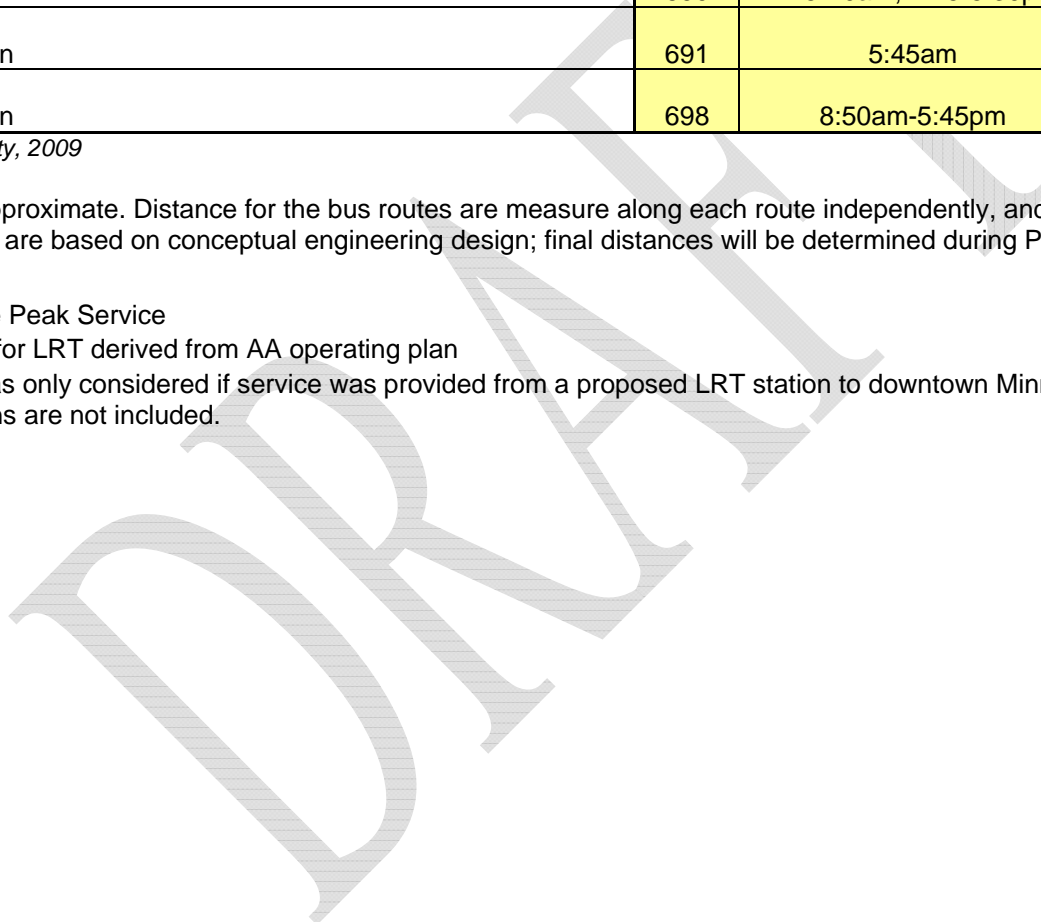 n 691 5:45am
n 698 8:50am-5:45pm
ty, 2009
proximate. Distance for the bus routes are measure along each route independently, and
are based on conceptual engineering design; final distances will be determined during P
Peak Service
for LRT derived from AA operating plan
s only considered if service was provided from a proposed LRT station to downtown Minn
ns are not included.
DRAFT